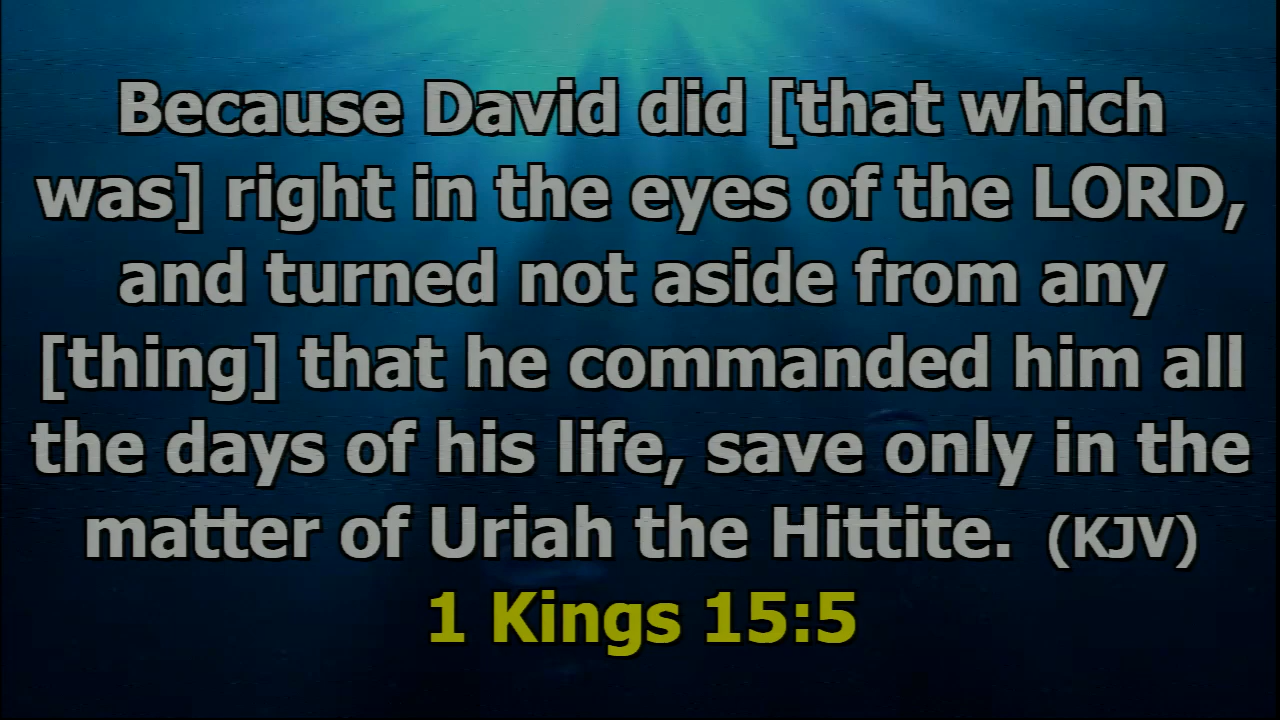 Because David did [that which
was] right in the eyes of the LORD,
and turned not aside from any
[thing] that he commanded him all
the days of his life, save only in the
matter of Uriah the Hittite. (KJV)
1 Kings 15:5